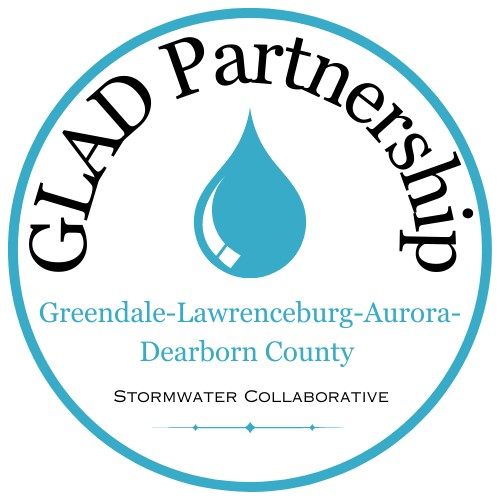 GLAD Partnership
Greendale-Lawrenceburg-Aurora-
Dearborn County
Stormwater Collaborative